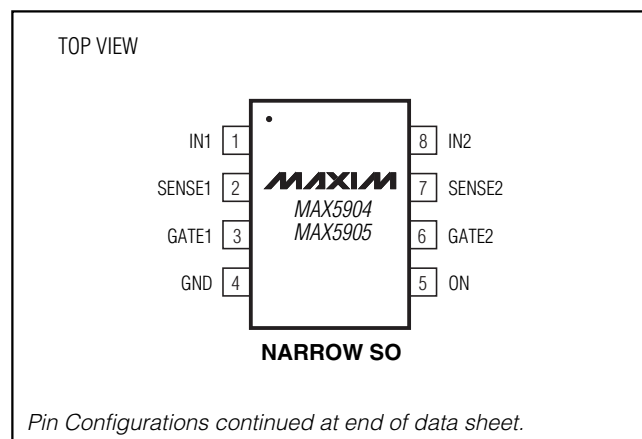 TOP VIEW
IN1 1 8 IN2
SENSE1 2 MAXIM 7 SENSE2
MAX5904
GATE1 3 MAX5905 6 GATE2
GND 4 5 ON
NARROW SO
Pin Configurations continued at end of data sheet.